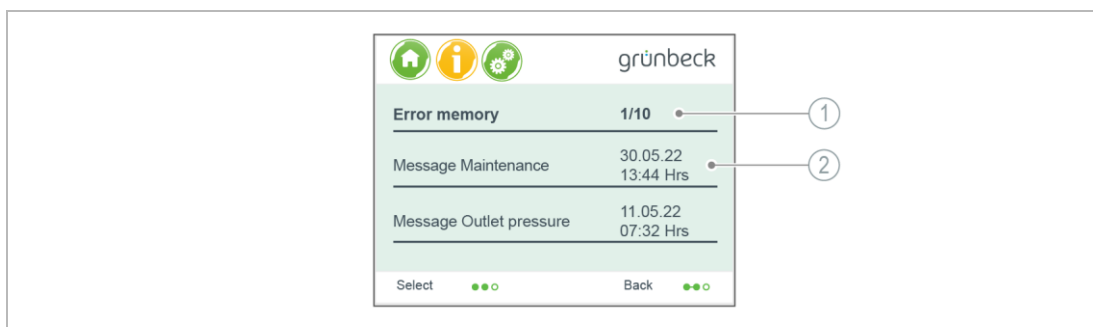 grünbeck
Error memory 1/10
1
Message Maintenance 30.05.22
13:44 Hrs
2
Message Outlet pressure 11.05.22
07:32 Hrs
Select Back